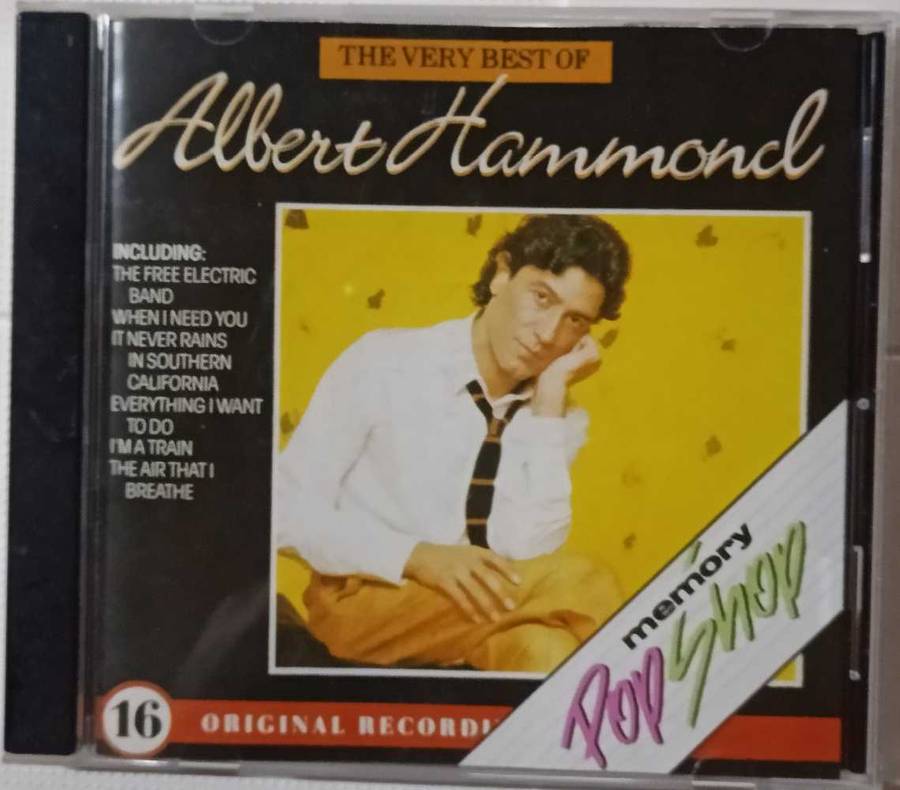 THE VERY BEST OF
Albert Hammond
INCLUDING:
THE FREE ELECTRIC
BAND
WHEN I NEED YOU
IT NEVER RAINS
IN SOUTHERN
CALIFORNIA
EVERYTHING I WANT
TO DO
I'M A TRAIN
THE AIR THAT I
BREATHE
memory
Pop Shop
16
ORIGINAL